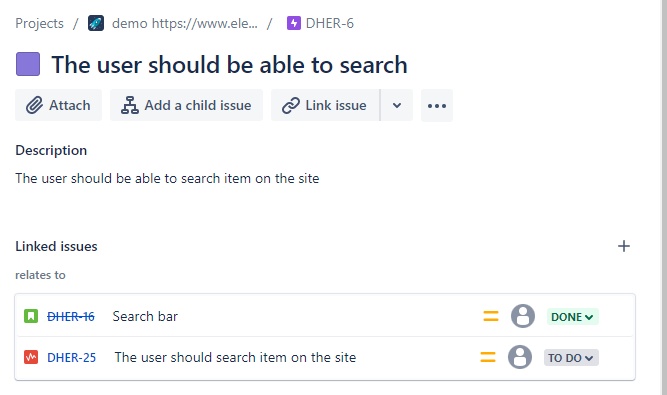 Projects / demo https://www.ele... / DHER-6
The user should be able to search
Attach Add a child issue Link issue
Description
The user should be able to search item on the site
Linked issues
relates to
DHER-16 Search bar DONE
DHER-25 The user should search item on the site TO DO